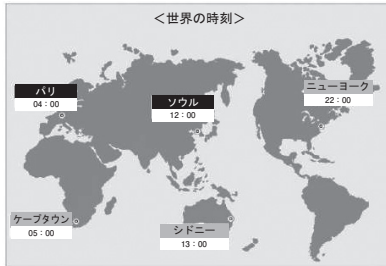 ＜世界の時刻＞
パリ
04：00
ソウル
12：00
ニューヨーク
22：00
ケープタウン
05：00
シドニー
13：00